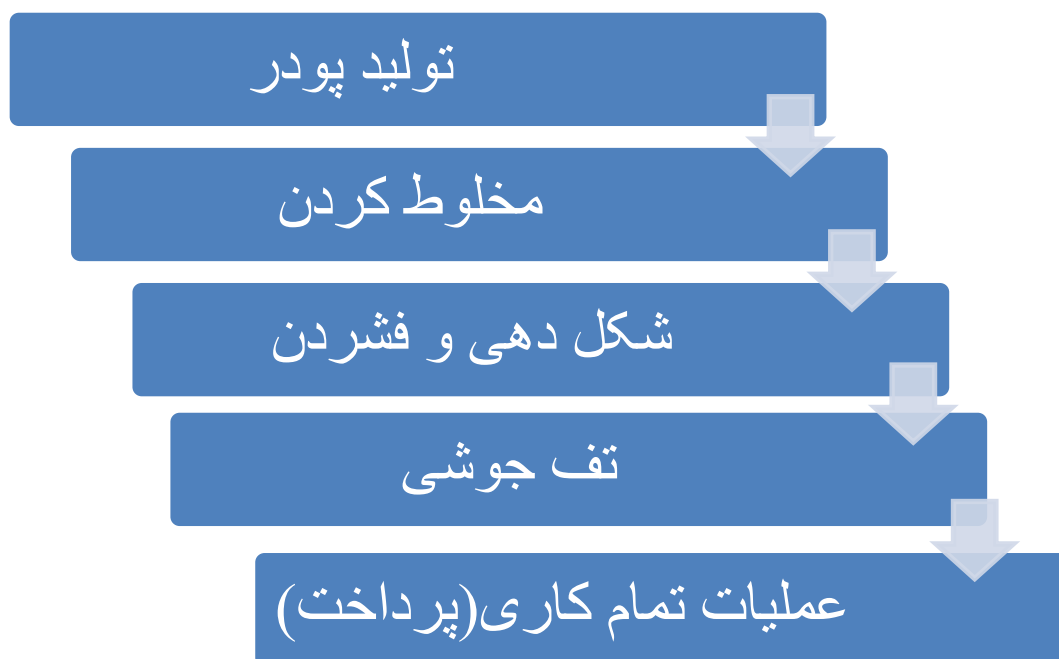 تولید پودر
مخلوط کردن
شکل دهی و فشردن
تف جوشی
عملیات تمام کاری(پرداخت)